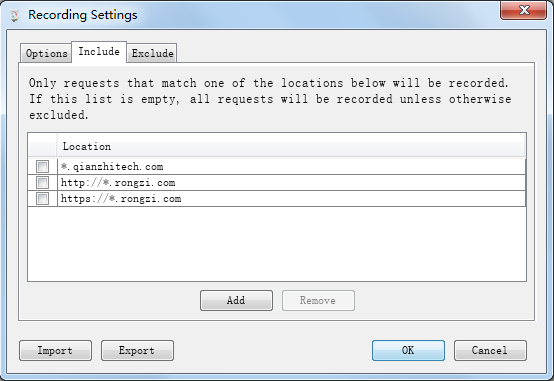 Recording Settings
Options Include Exclude
Only requests that match one of the locations below will be recorded.
If this list is empty, all requests will be recorded unless otherwise
excluded.
Location
*.qianzhitech.com
http://*.rongzi.com
https://*.rongzi.com
Add Remove
Import Export OK Cancel